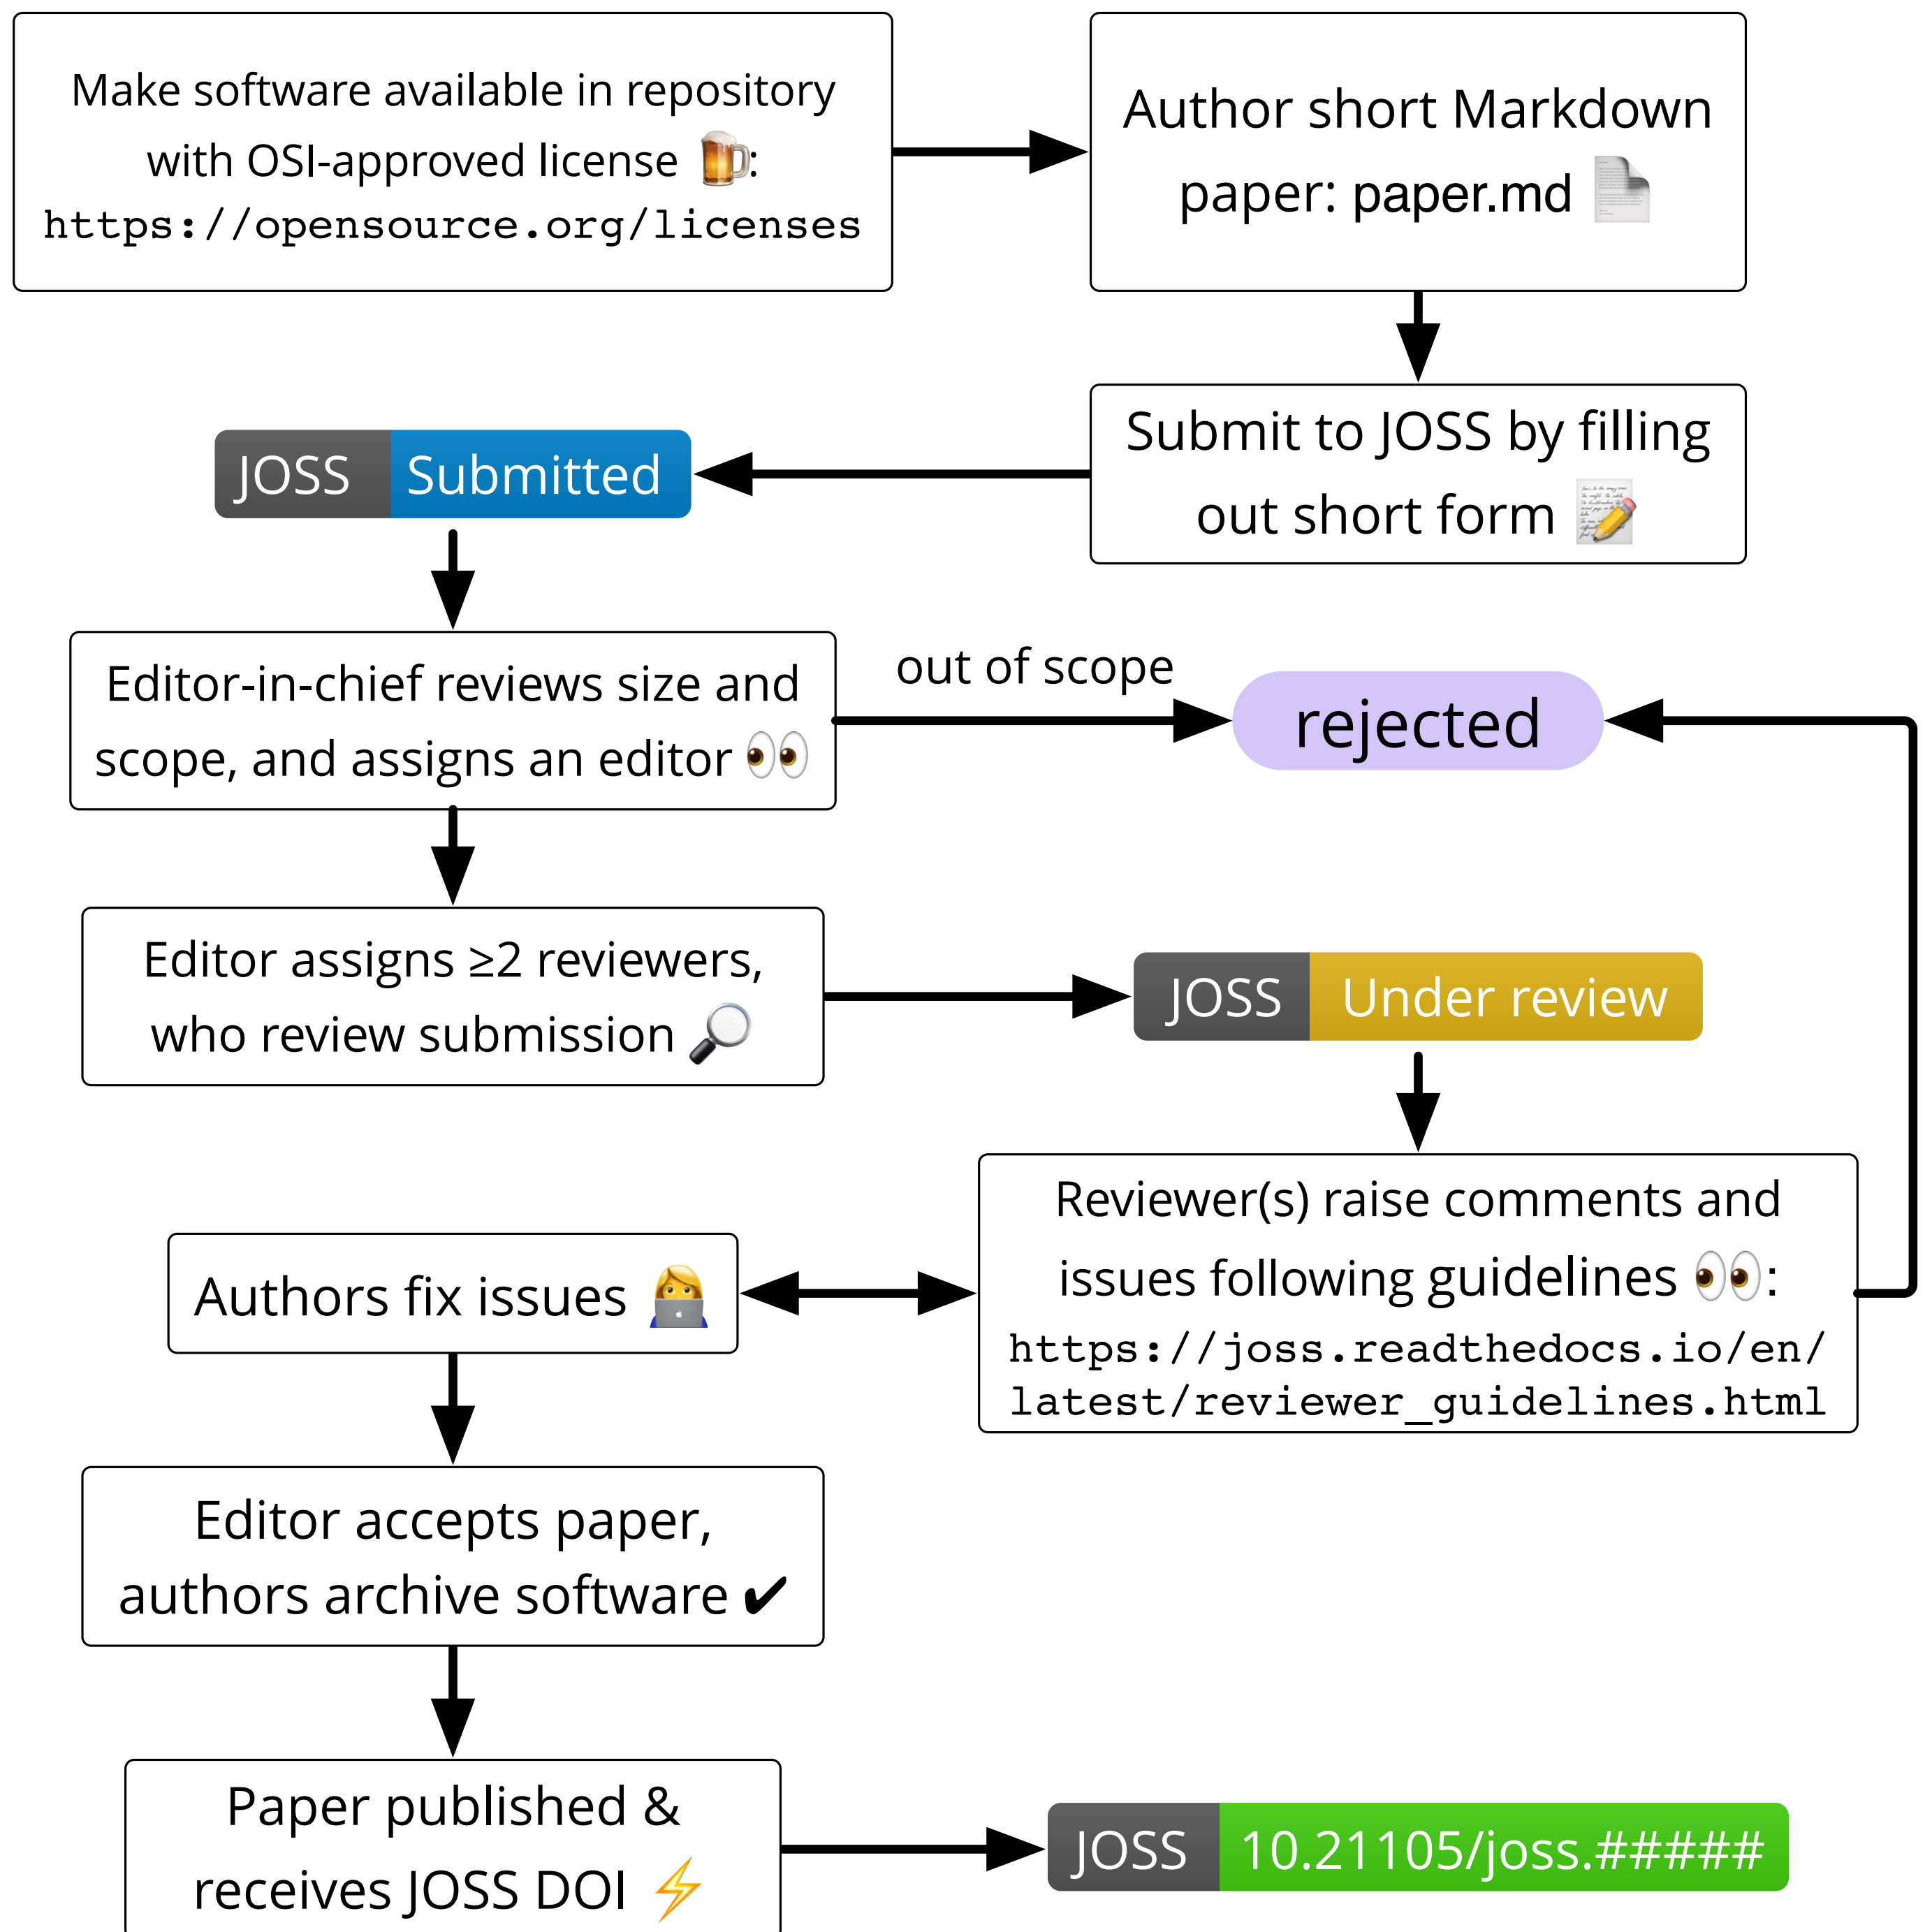 Make software available in repository
with OSI-approved license 🍺:
https://opensource.org/licenses
Author short Markdown
paper: paper.md 📄
Submit to JOSS by filling
out short form 📝
JOSS Submitted
Editor-in-chief reviews size and
scope, and assigns an editor 👀
out of scope
rejected
Editor assigns ≥2 reviewers,
who review submission 🔎
JOSS Under review
Reviewer(s) raise comments and
issues following guidelines 👀:
https://joss.readthedocs.io/en/
latest/reviewer_guidelines.html
Authors fix issues 👩‍💻
Editor accepts paper,
authors archive software ✔
Paper published &
receives JOSS DOI ⚡
JOSS 10.21105/joss.#####